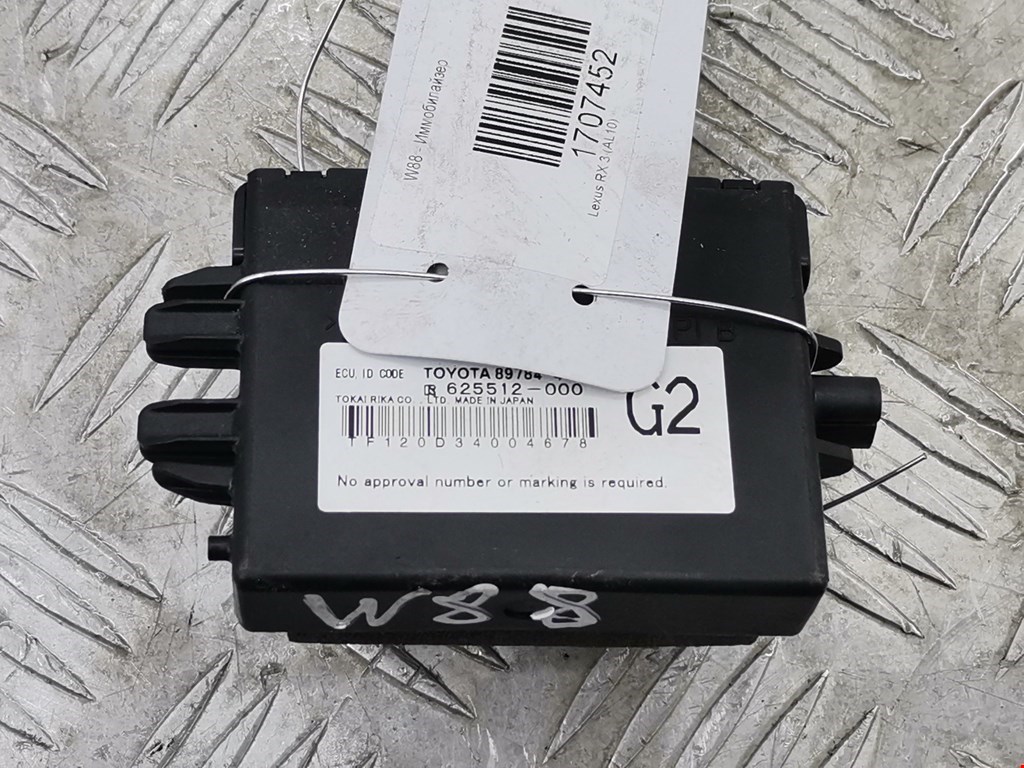 W88 - Иммобилайзер
1707452
Lexus RX 3 (AL10)
ECU, ID CODE TOYOTA 89784-
625512-000
TOKAI RIKA CO., LTD. MADE IN JAPAN
G2
TF120D34004678
No approval number or marking is required.
W88